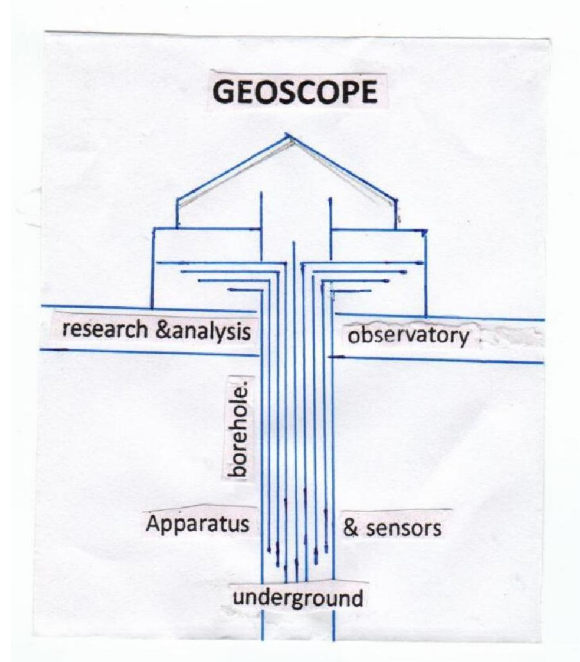 GEOSCOPE
research &analysis
observatory
borehole.
Apparatus
& sensors
underground